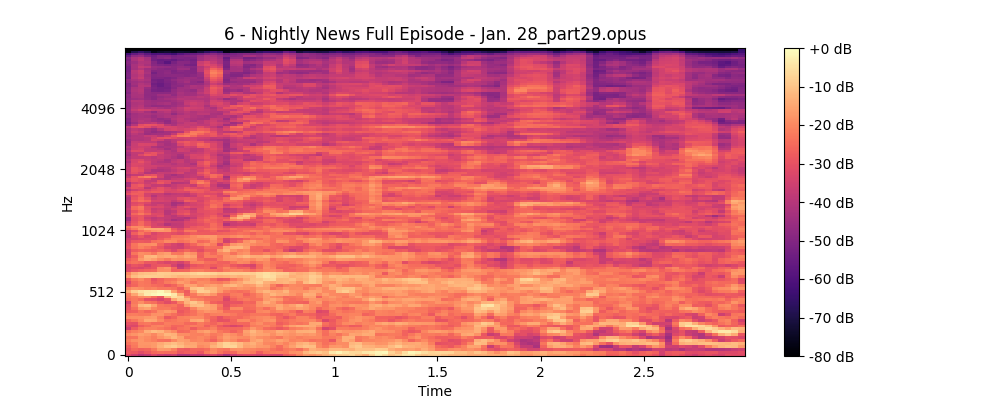 6 - Nightly News Full Episode - Jan. 28_part29.opus
+0 dB
-10 dB
-20 dB
-30 dB
-40 dB
-50 dB
-60 dB
-70 dB
-80 dB
Hz
4096
2048
1024
512
0
0 0.5 1 1.5 2 2.5
Time